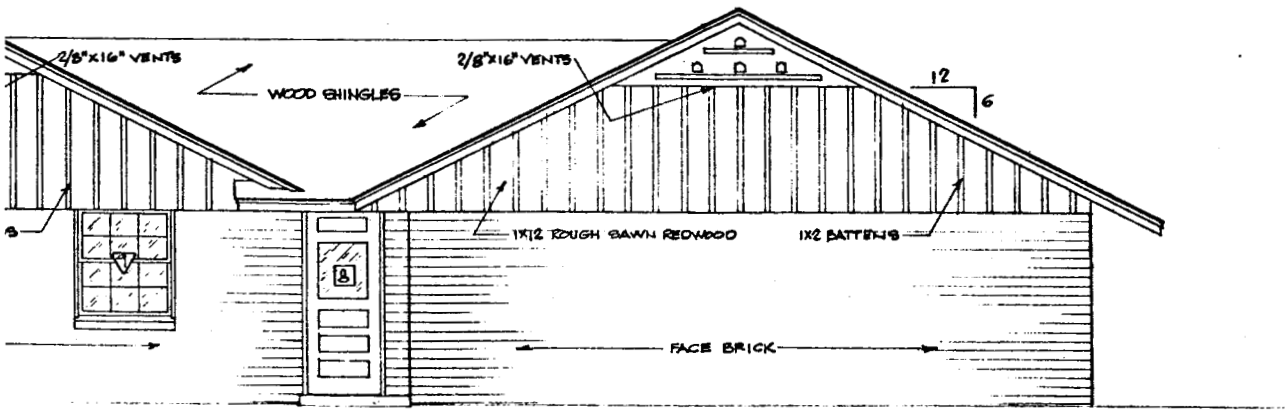 2/8"X16" VENTS
2/8"X16" VENTS
WOOD SHINGLES
12
6
S
1X12 ROUGH SAWN REDWOOD
1X2 BATTENS
8
FACE BRICK